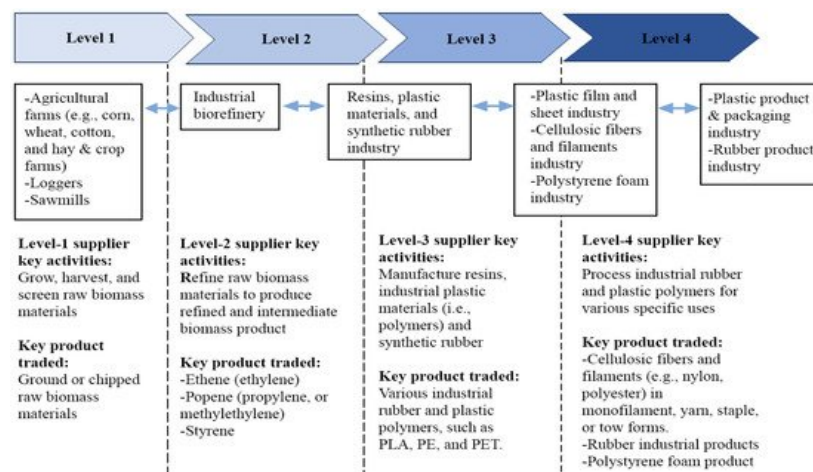 Level 1
Level 2
Level 3
Level 4
-Agricultural
farms (e.g., corn,
wheat, cotton,
and hay & crop
farms)
-Loggers
-Sawmills
Industrial
biorefinery
Resins, plastic
materials, and
synthetic rubber
industry
-Plastic film and
sheet industry
-Cellulosic fibers
and filaments
industry
-Polystyrene foam
industry
-Plastic product
& packaging
industry
-Rubber product
industry
Level-1 supplier
key activities:
Grow, harvest, and
screen raw biomass
materials
Key product
traded:
Ground or chipped
raw biomass
materials
Level-2 supplier key
activities:
Refine raw biomass
materials to produce
refined and intermediate
biomass product
Key product traded:
-Ethene (ethylene)
-Popene (propylene, or
methylethylene)
-Styrene
Level-3 supplier key
activities:
Manufacture resins,
industrial plastic
materials (i.e.,
polymers) and
synthetic rubber
Key product traded:
Various industrial
rubber and plastic
polymers, such as
PLA, PE, and PET.
Level-4 supplier key
activities:
Process industrial rubber
and plastic polymers for
various specific uses
Key product traded:
-Cellulosic fibers and
filaments (e.g., nylon,
polyester) in
monofilament, yarn, staple,
or tow forms.
-Rubber industrial products
-Polystyrene foam product